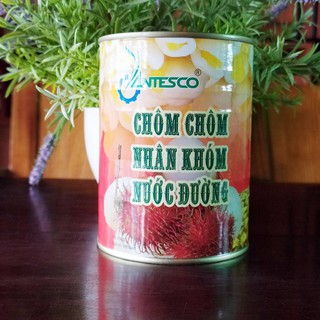 ANTESCO®
CHÔM CHÔM
NHÂN KHÓM
NƯỚC ĐƯỜNG